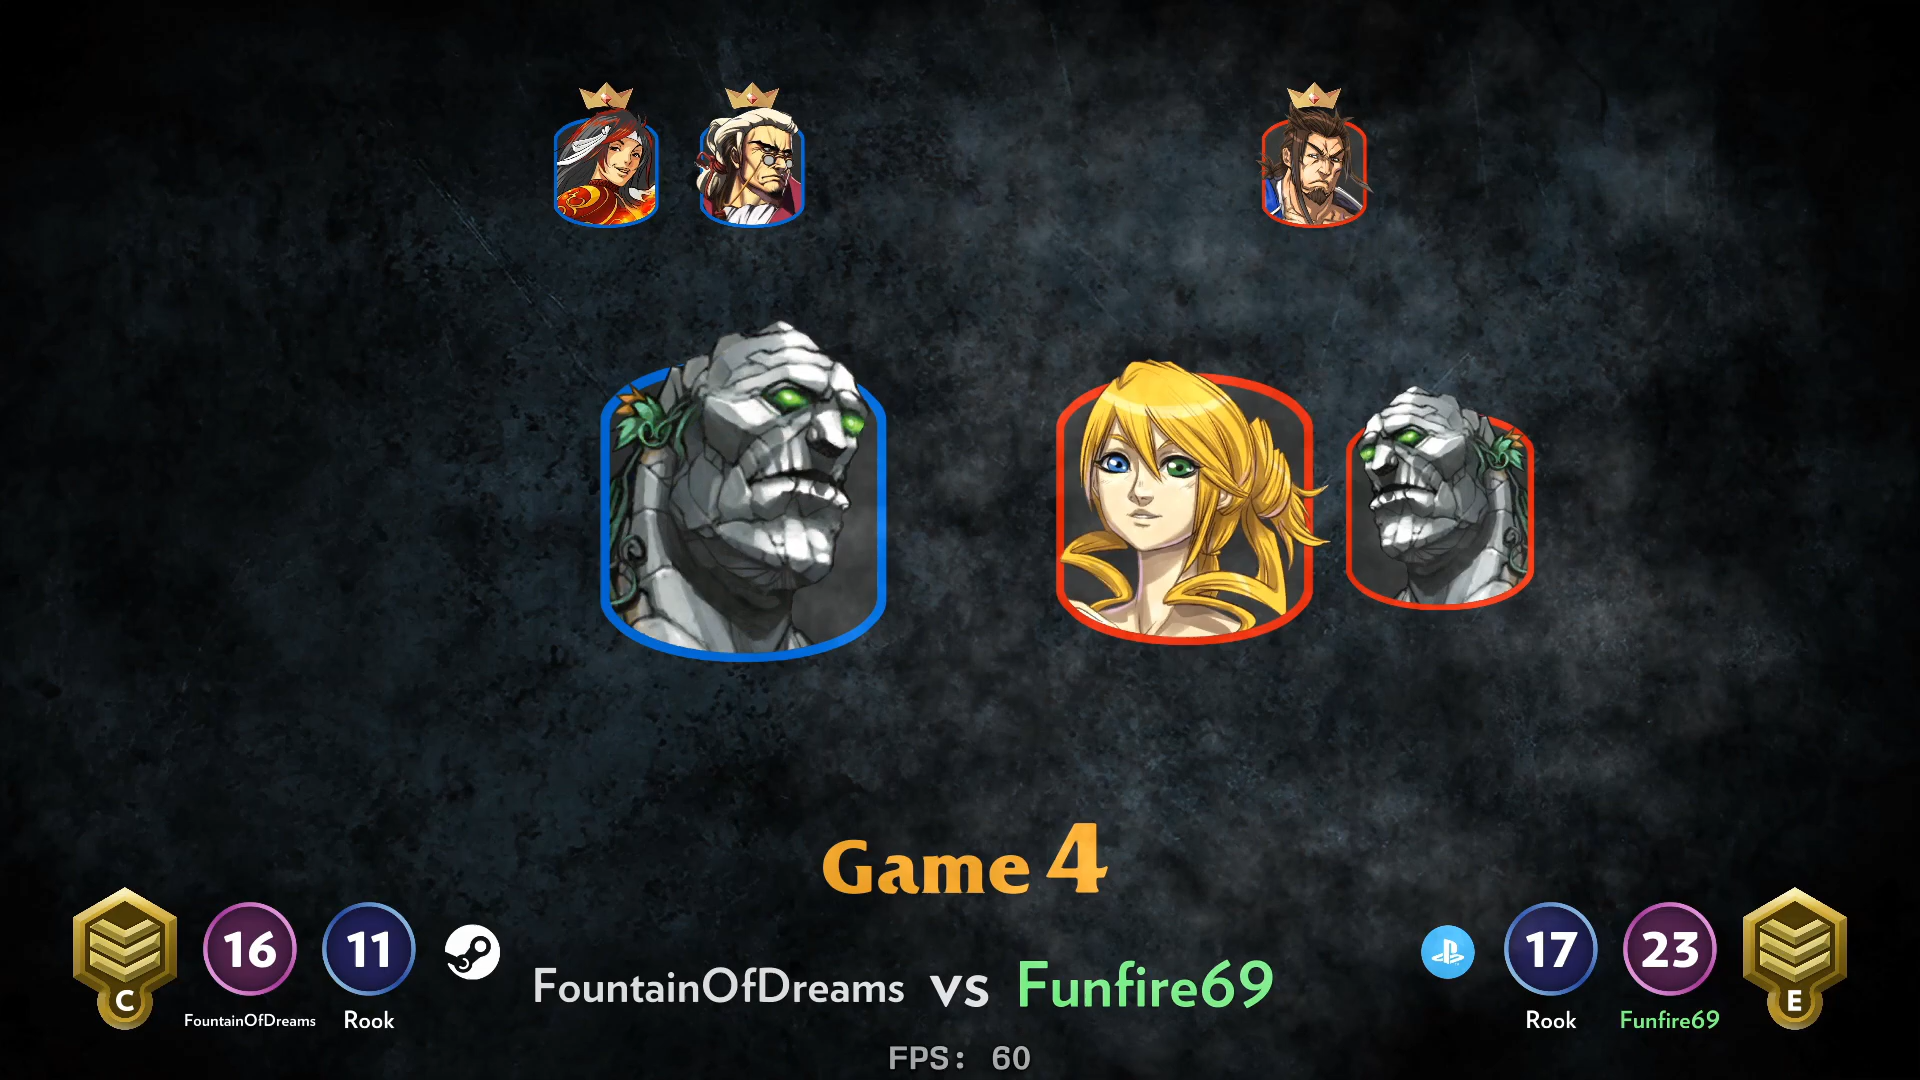 Game 4
C 16 11 FountainOfDreams vs Funfire69 17 23 E
FountainOfDreams Rook Rook Funfire69
FPS: 60